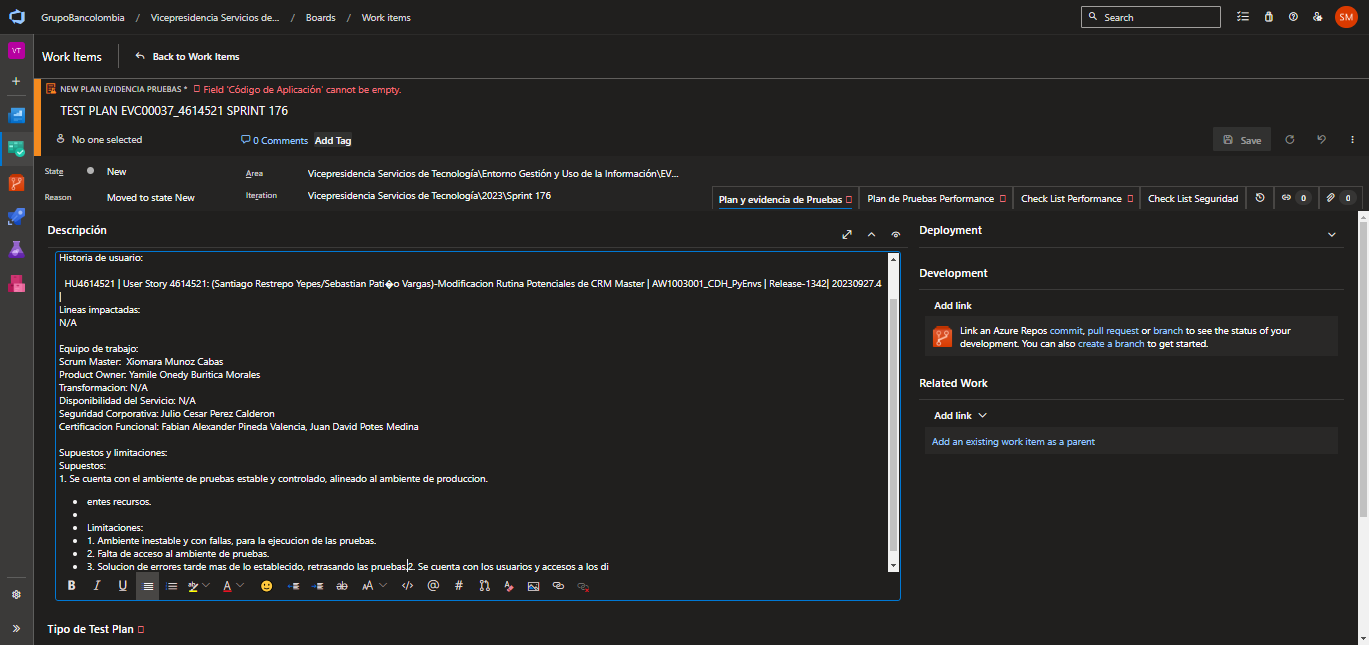 GrupoBancolombia / Vicepresidencia Servicios de... / Boards / Work items
Search
SM
VT
Work Items
Back to Work Items
NEW PLAN EVIDENCIA PRUEBAS * Field 'Código de Aplicación' cannot be empty.
TEST PLAN EVC00037_4614521 SPRINT 176
No one selected
0 Comments
Add Tag
Save
State
New
Area
Vicepresidencia Servicios de Tecnología\Entorno Gestión y Uso de la Información\EV...
Reason
Moved to state New
Iteration
Vicepresidencia Servicios de Tecnología\2023\Sprint 176
Plan y evidencia de Pruebas
Plan de Pruebas Performance
Check List Performance
Check List Seguridad
0
0
Descripción
Historia de usuario:
HU4614521 | User Story 4614521: (Santiago Restrepo Yepes/Sebastian Pati�o Vargas)-Modificacion Rutina Potenciales de CRM Master | AW1003001_CDH_PyEnvs | Release-1342| 20230927.4
|
Lineas impactadas:
N/A
Equipo de trabajo:
Scrum Master:  Xiomara Munoz Cabas
Product Owner: Yamile Onedy Buritica Morales
Transformacion: N/A
Disponibilidad del Servicio: N/A
Seguridad Corporativa: Julio Cesar Perez Calderon
Certificacion Funcional: Fabian Alexander Pineda Valencia, Juan David Potes Medina
Supuestos y limitaciones:
Supuestos:
1. Se cuenta con el ambiente de pruebas estable y controlado, alineado al ambiente de produccion.
• entes recursos.
•
• Limitaciones:
• 1. Ambiente inestable y con fallas, para la ejecucion de las pruebas.
• 2. Falta de acceso al ambiente de pruebas.
• 3. Solucion de errores tarde mas de lo establecido, retrasando las pruebas.2. Se cuenta con los usuarios y accesos a los di
Tipo de Test Plan
Deployment
Development
Add link
Link an Azure Repos commit, pull request or branch to see the status of your
development. You can also create a branch to get started.
Related Work
Add link
Add an existing work item as a parent